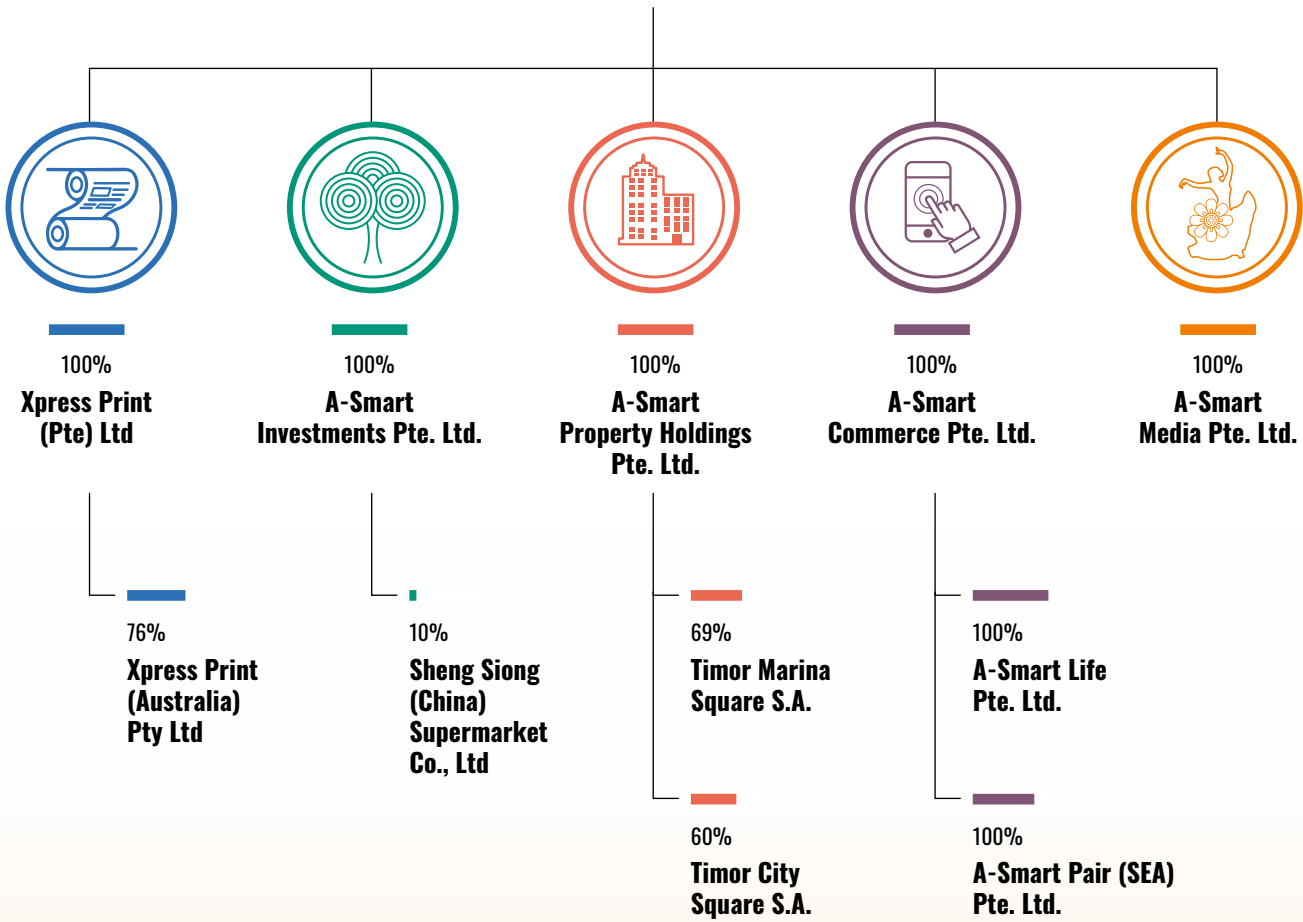 100%
Xpress Print
(Pte) Ltd
100%
A-Smart
Investments Pte. Ltd.
100%
A-Smart
Property Holdings
Pte. Ltd.
100%
A-Smart
Commerce Pte. Ltd.
100%
A-Smart
Media Pte. Ltd.
76%
Xpress Print
(Australia)
Pty Ltd
10%
Sheng Siong
(China)
Supermarket
Co., Ltd
69%
Timor Marina
Square S.A.
100%
A-Smart Life
Pte. Ltd.
60%
Timor City
Square S.A.
100%
A-Smart Pair (SEA)
Pte. Ltd.